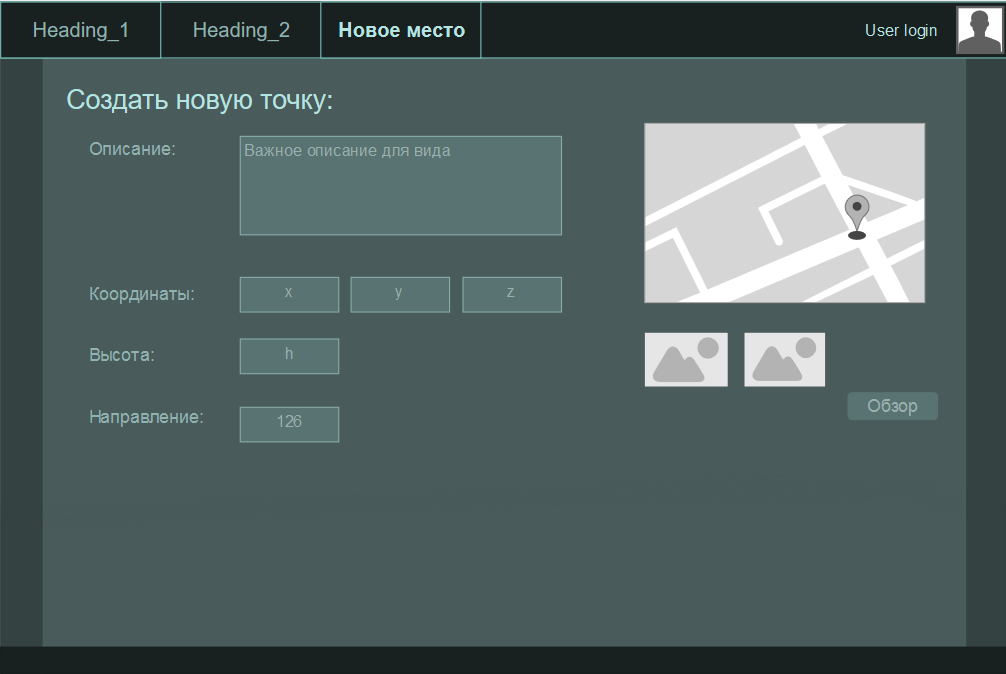 Heading_1
Heading_2
Новое место
User login
Создать новую точку:
Описание:
Важное описание для вида
Координаты:
x
y
z
Высота:
h
Обзор
Направление:
126